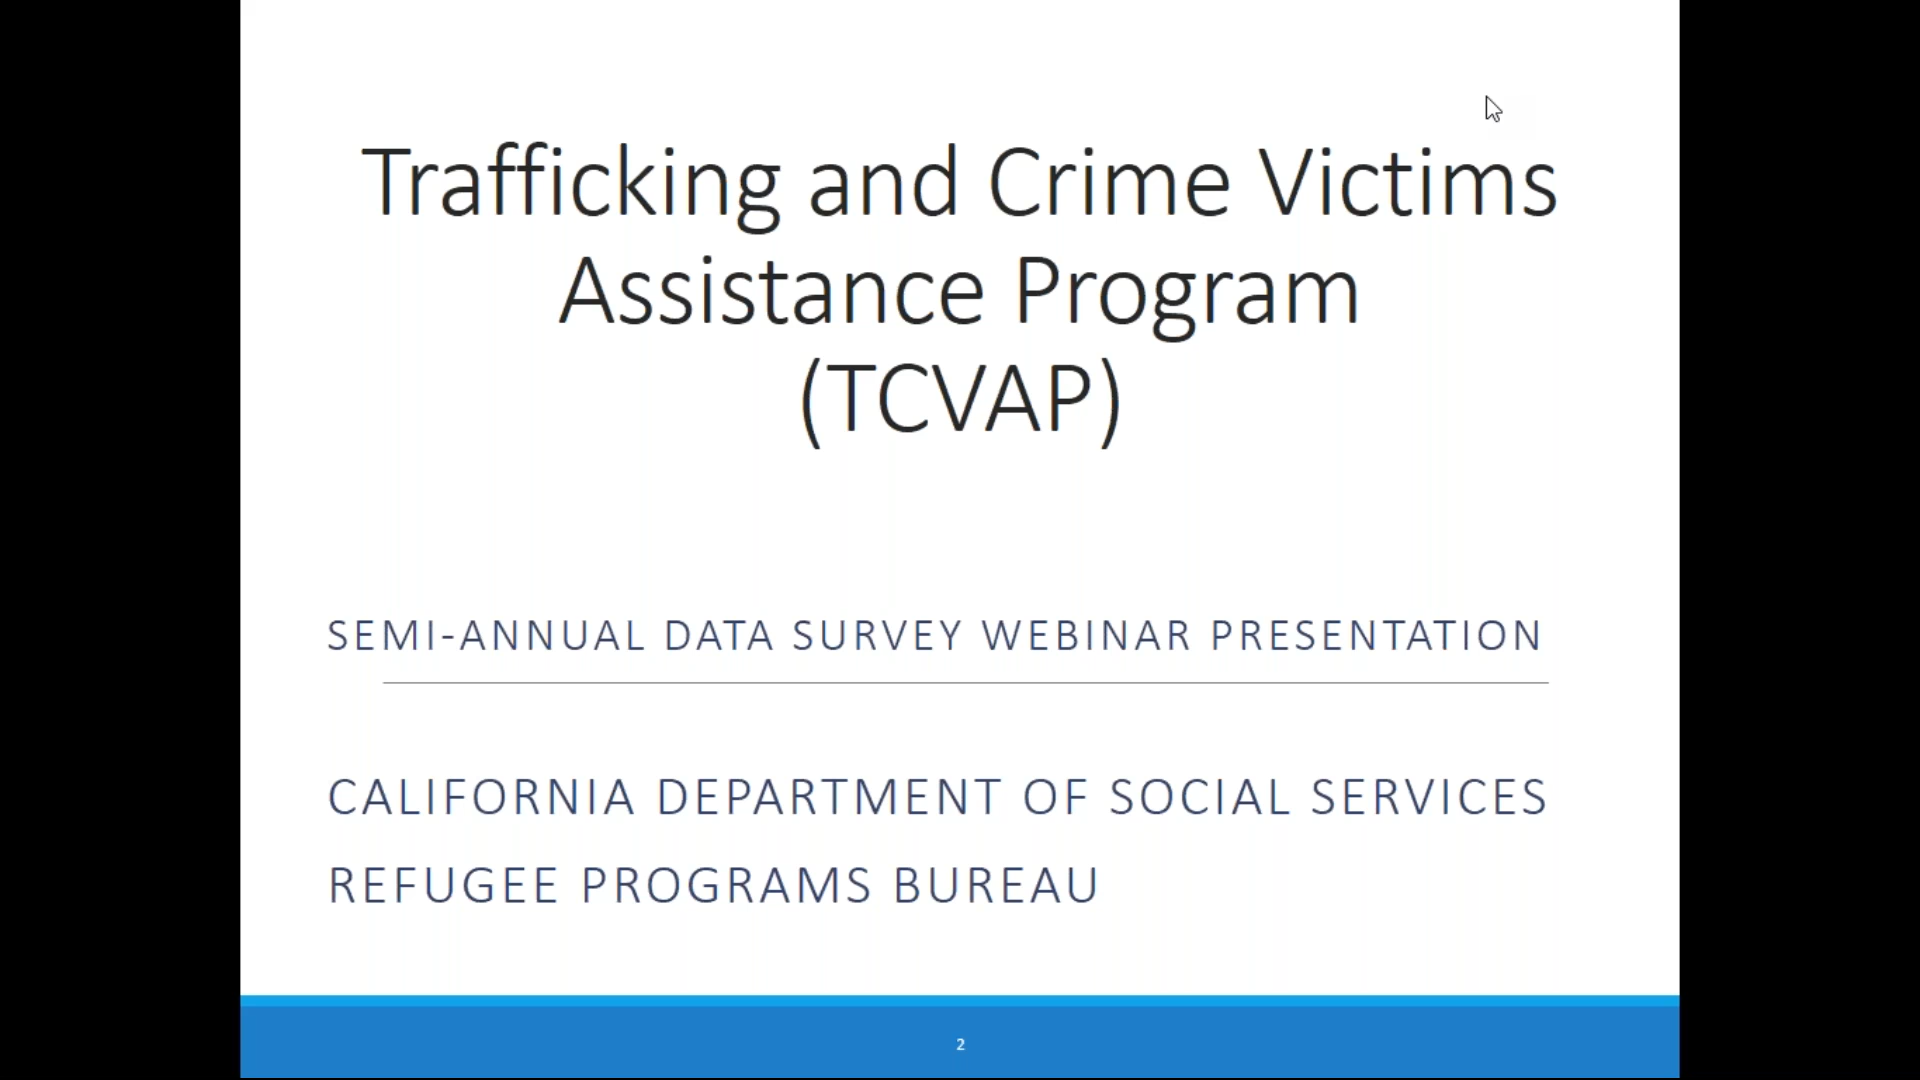 Trafficking and Crime Victims
Assistance Program
(TCVAP)
SEMI-ANNUAL DATA SURVEY WEBINAR PRESENTATION
CALIFORNIA DEPARTMENT OF SOCIAL SERVICES
REFUGEE PROGRAMS BUREAU
2